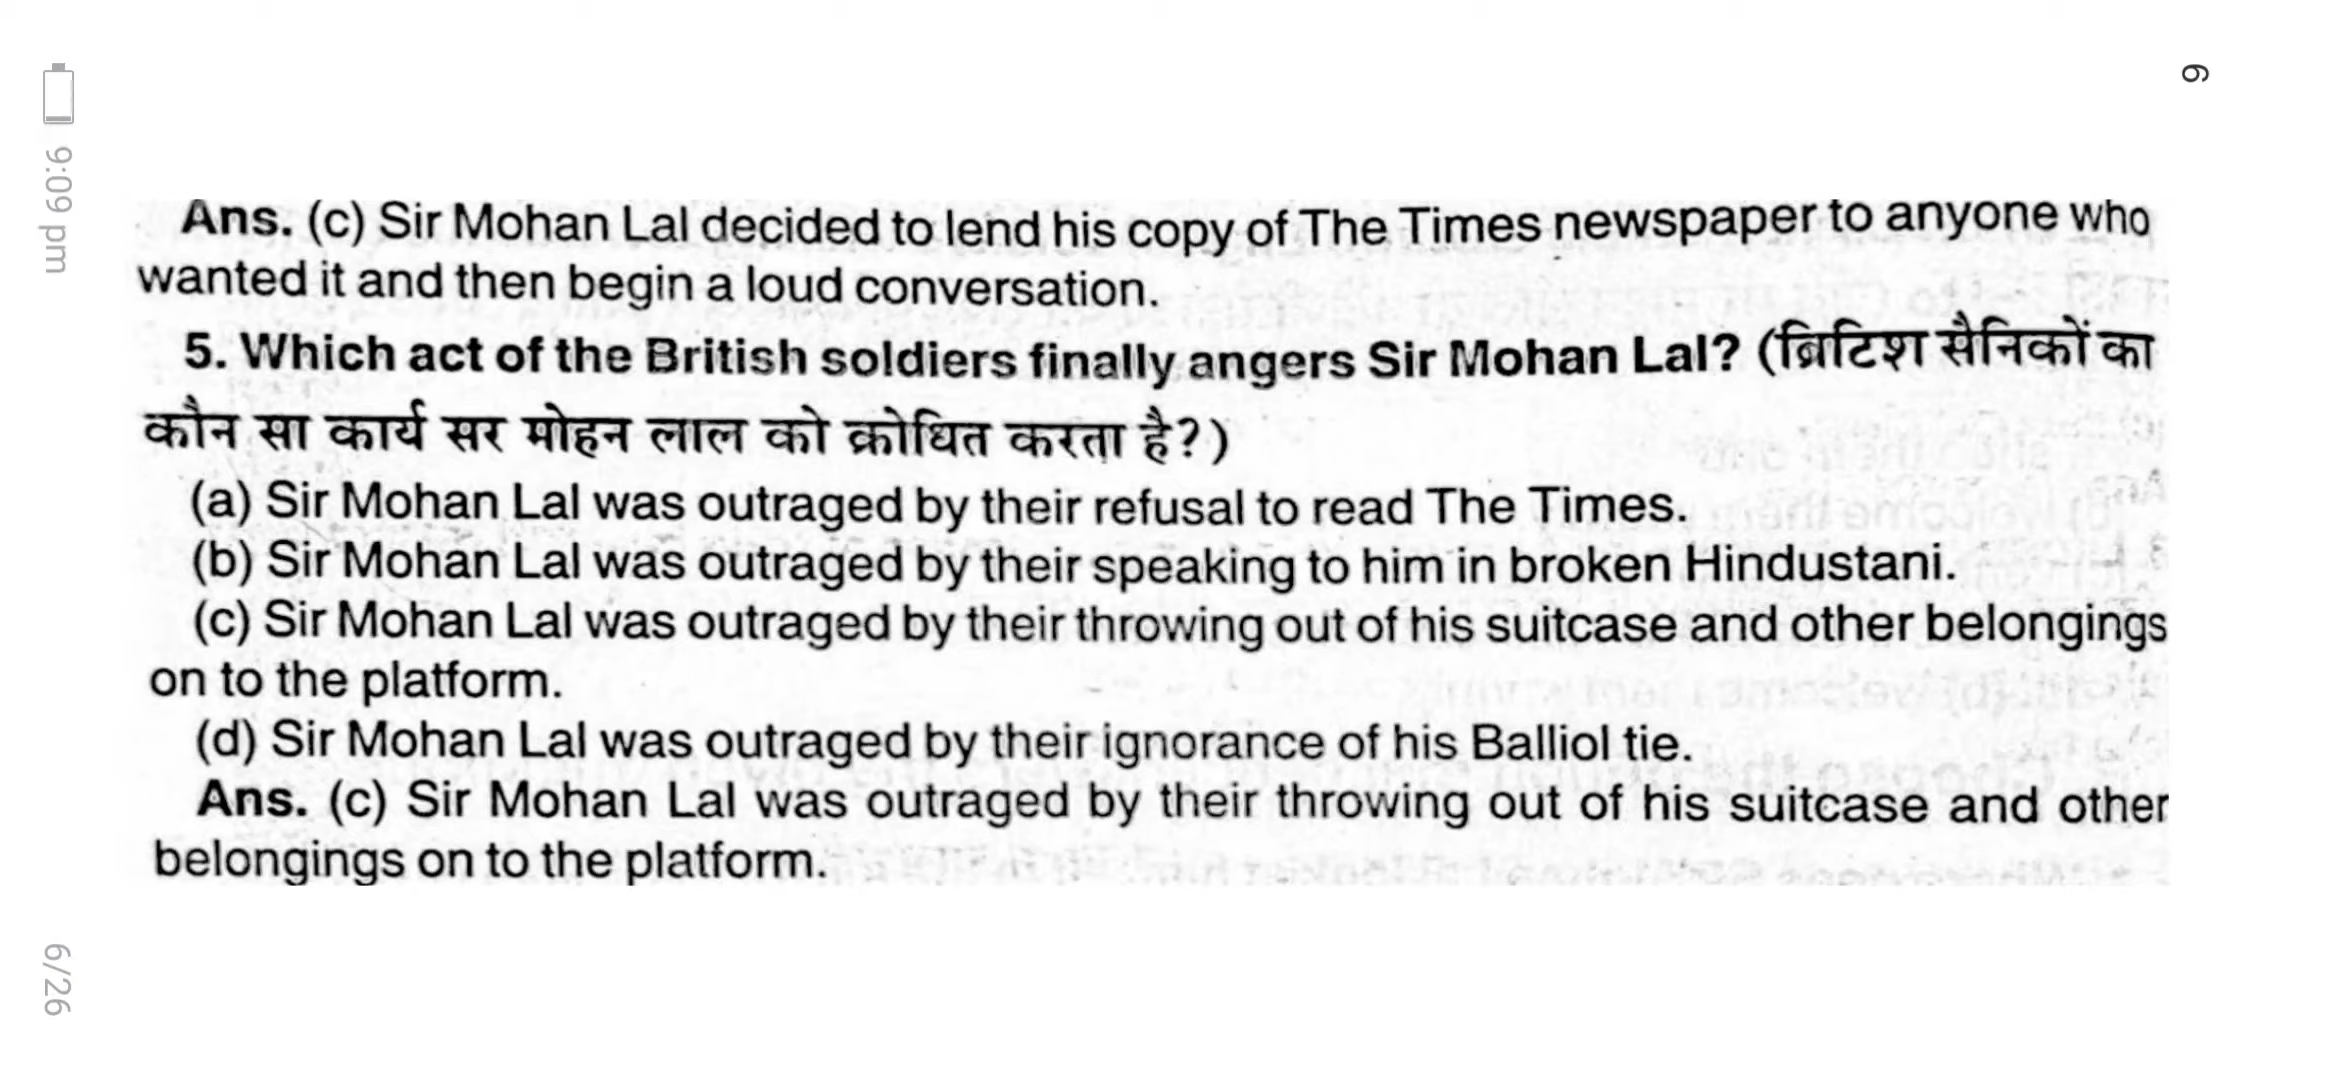 6
9:09 pm
Ans. (c) Sir Mohan Lal decided to lend his copy of The Times newspaper to anyone who
wanted it and then begin a loud conversation.
5. Which act of the British soldiers finally angers Sir Mohan Lal? (ब्रिटिश सैनिकों का
कौन सा कार्य सर मोहन लाल को क्रोधित करता है?)
(a) Sir Mohan Lal was outraged by their refusal to read The Times.
(b) Sir Mohan Lal was outraged by their speaking to him in broken Hindustani.
(c) Sir Mohan Lal was outraged by their throwing out of his suitcase and other belongings
on to the platform.
(d) Sir Mohan Lal was outraged by their ignorance of his Balliol tie.
Ans. (c) Sir Mohan Lal was outraged by their throwing out of his suitcase and other
belongings on to the platform.
6/26